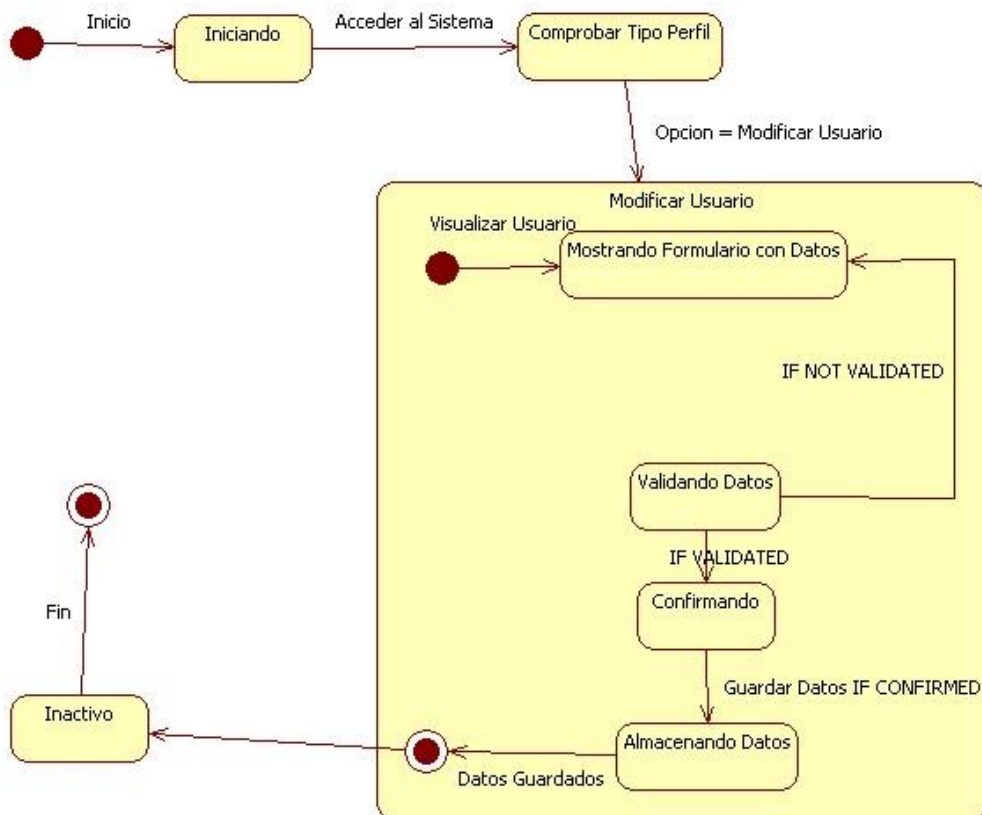 Inicio
Iniciando
Acceder al Sistema
Comprobar Tipo Perfil
Opcion = Modificar Usuario
Modificar Usuario
Visualizar Usuario
Mostrando Formulario con Datos
IF NOT VALIDATED
Validando Datos
IF VALIDATED
Confirmando
Guardar Datos IF CONFIRMED
Almacenando Datos
Datos Guardados
Inactivo
Fin